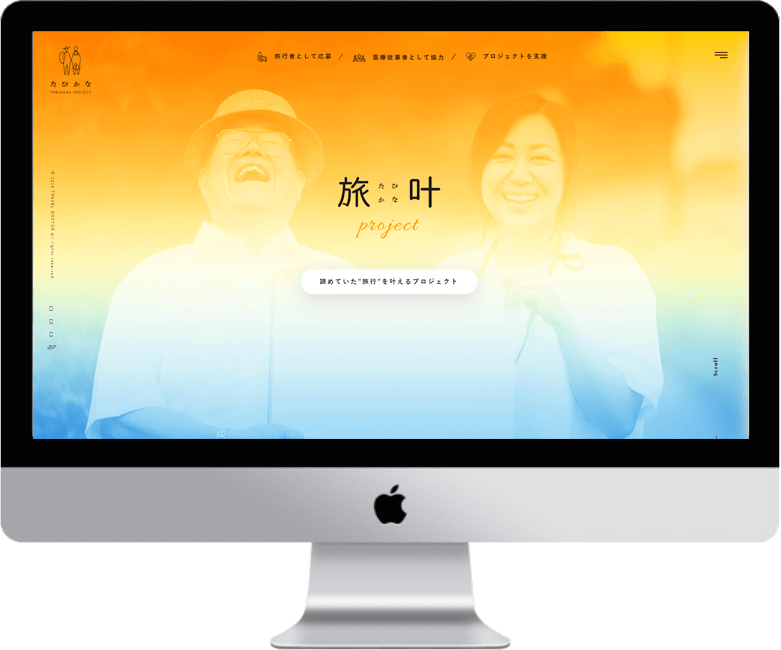 旅行者として応募 / 医療従事者として協力 / プロジェクトを支援
たびかな
TABIKANA PROJECT
旅 たび かな 叶
project
諦めていた"旅行"を叶えるプロジェクト
© 2020 TRAVEL DOCTOR All rights reserved.
Scroll